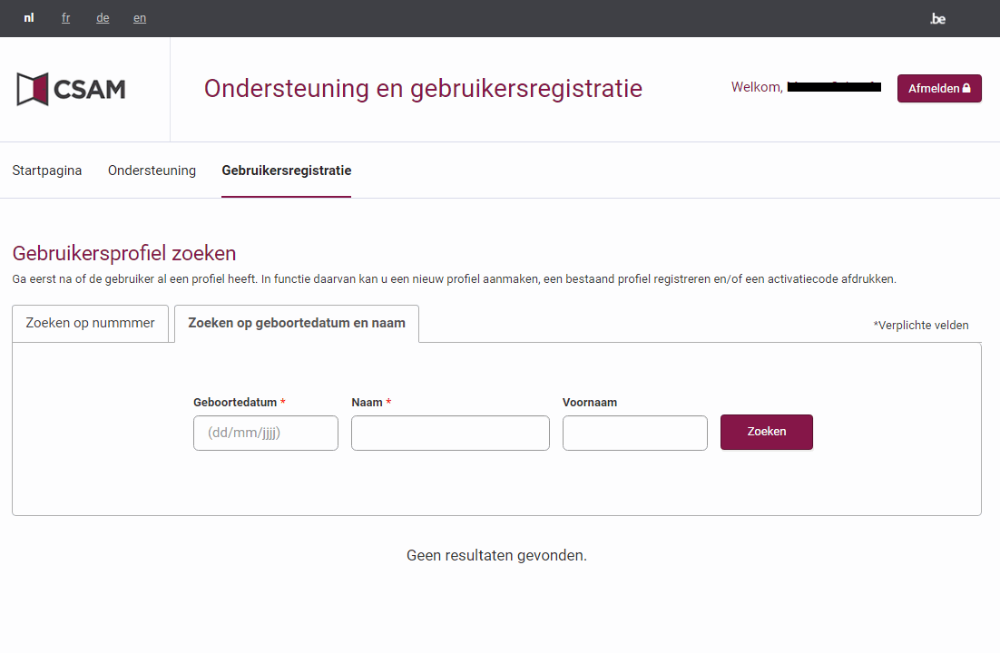 nl fr de en .be
CSAM
Ondersteuning en gebruikersregistratie
Welkom,
Afmelden
Startpagina Ondersteuning Gebruikersregistratie
Gebruikersprofiel zoeken
Ga eerst na of de gebruiker al een profiel heeft. In functie daarvan kan u een nieuw profiel aanmaken, een bestaand profiel registreren en/of een activatiecode afdrukken.
Zoeken op nummmer Zoeken op geboortedatum en naam
*Verplichte velden
Geboortedatum * Naam * Voornaam
(dd/mm/jjjj) Zoeken
Geen resultaten gevonden.